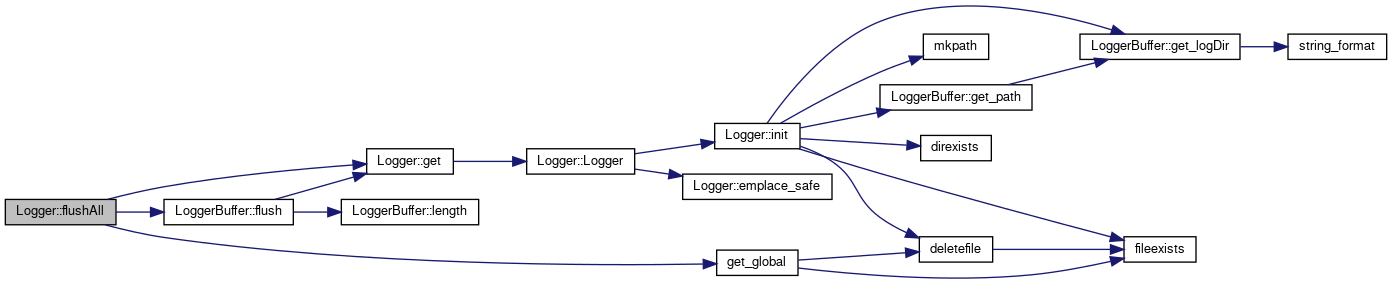 Logger::flushAll
LoggerBuffer::flush
Logger::get
LoggerBuffer::length
Logger::Logger
Logger::init
Logger::emplace_safe
get_global
mkpath
LoggerBuffer::get_path
direxists
deletefile
LoggerBuffer::get_logDir
fileexists
string_format